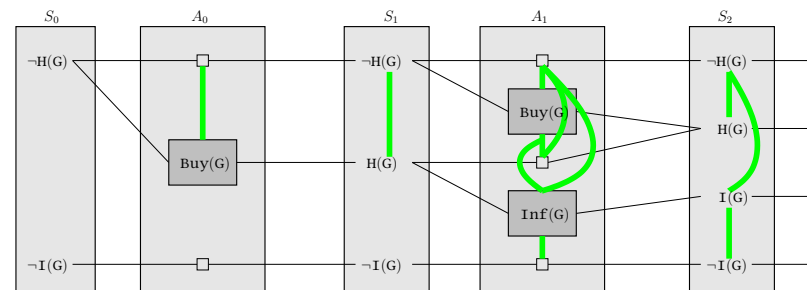 S₀ A₀ S₁ A₁ S₂
¬H(G) ¬H(G) ¬H(G)
Buy(G)
H(G)
Buy(G) H(G)
I(G)
Inf(G)
¬I(G) ¬I(G) ¬I(G)